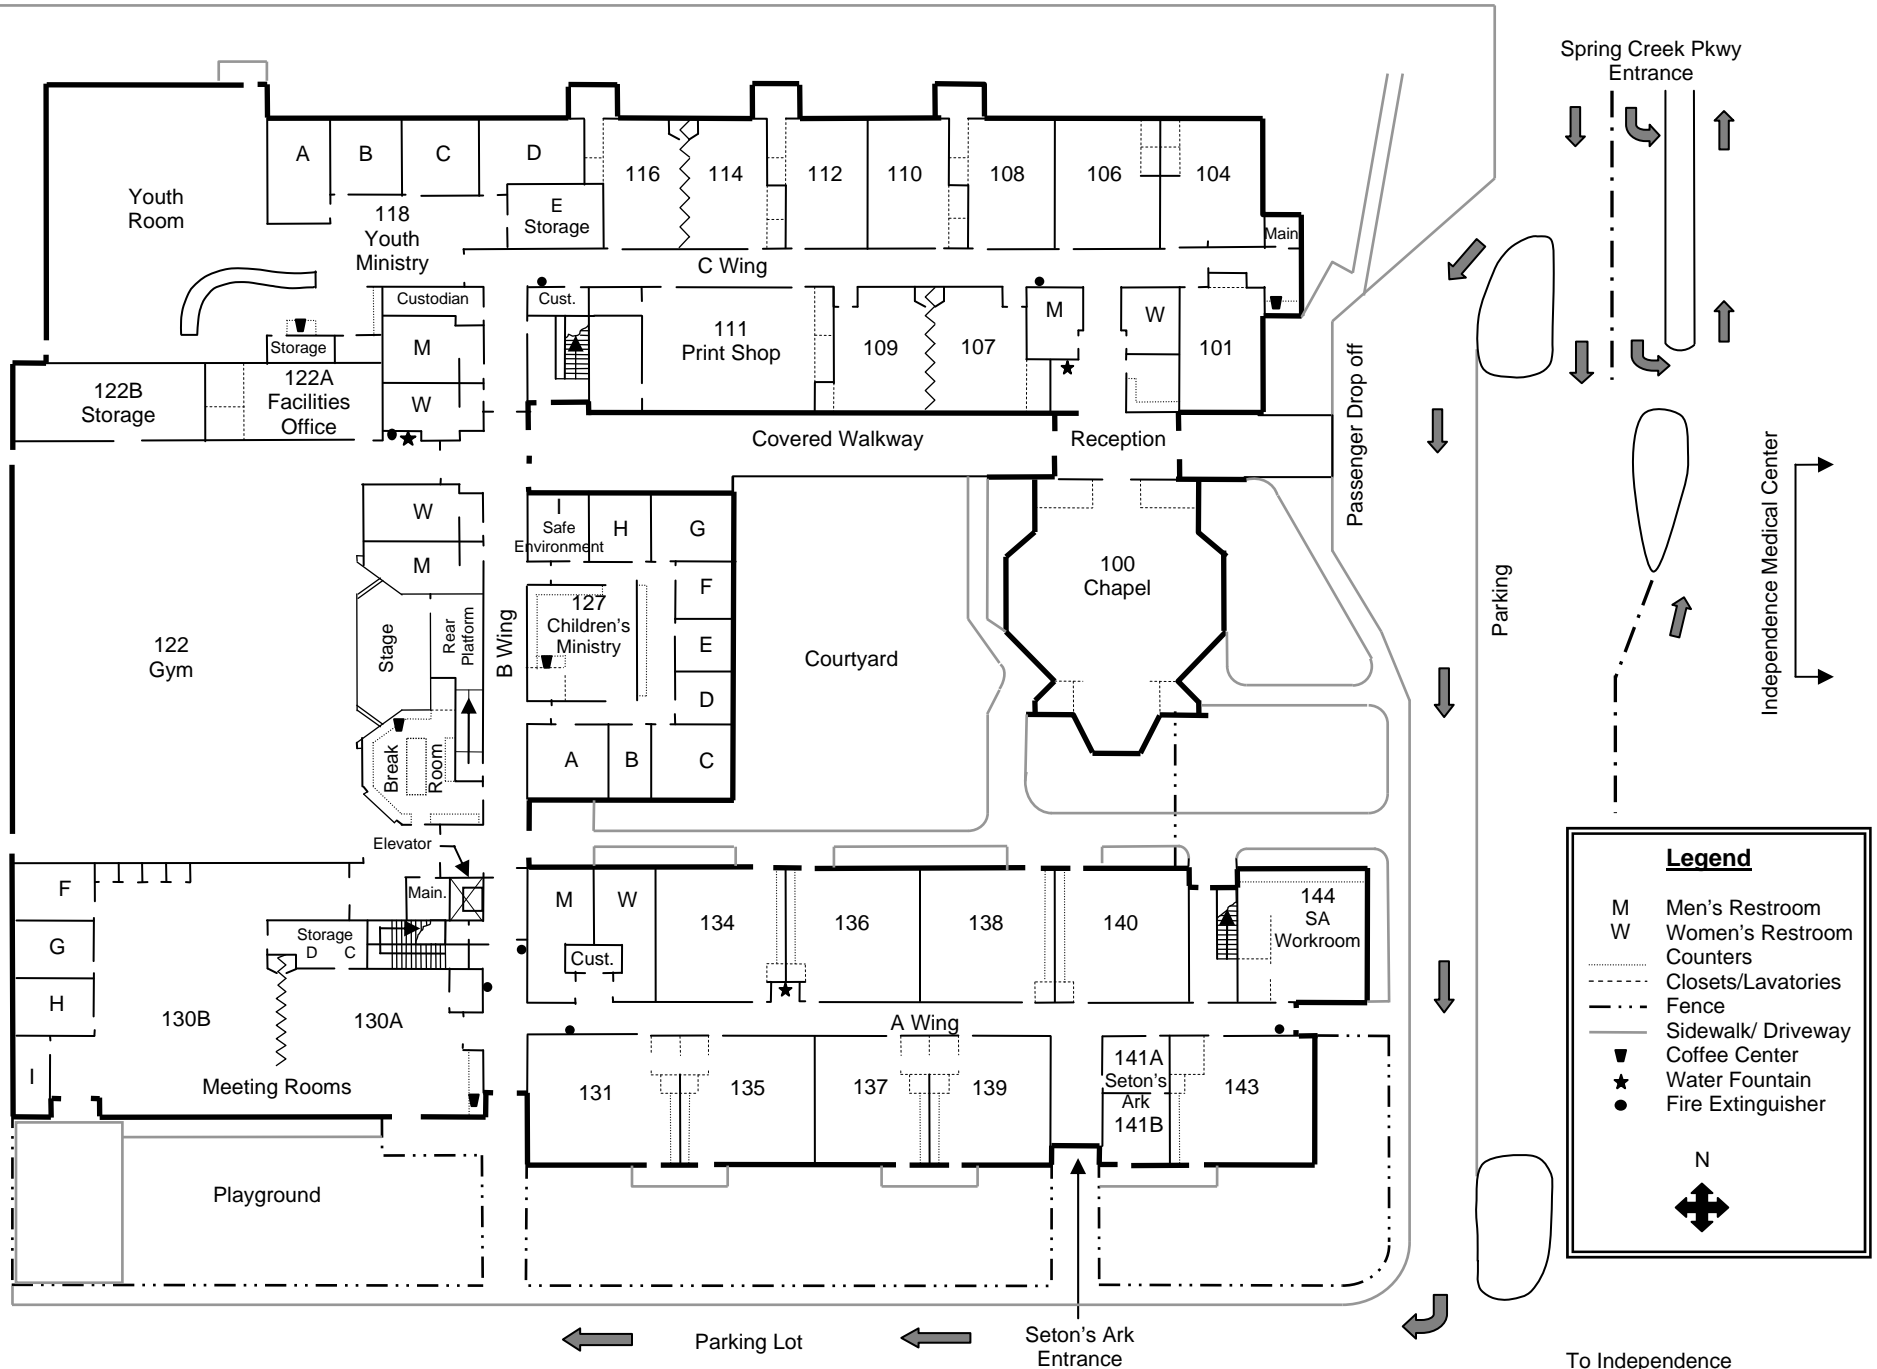 Spring Creek Pkwy
Entrance
A
B
C
D
116
114
112
110
108
106
104
Youth
Room
E
Storage
118
Youth
Ministry
Main
C Wing
Custodian
Cust.
M
W
111
Print Shop
109
107
101
Storage
M
122B
Storage
122A
Facilities
Office
W
Covered Walkway
Reception
Passenger Drop off
Independence Medical Center
W
M
I
Safe
Environment
H
G
100
Chapel
F
127
Children's
Ministry
E
D
Parking
122
Gym
Stage
Rear
Platform
B Wing
Courtyard
Break
Room
A
B
C
Elevator
F
Main.
M
W
134
136
138
140
144
SA
Workroom
G
Storage
D
C
Cust.
H
130B
130A
A Wing
I
Meeting Rooms
131
135
137
139
141A
Seton's
Ark
141B
143
Playground
Legend
M Men's Restroom
W Women's Restroom
Counters
Closets/Lavatories
Fence
Sidewalk/ Driveway
Coffee Center
Water Fountain
Fire Extinguisher
N
Parking Lot
Seton's Ark
Entrance
To Independence